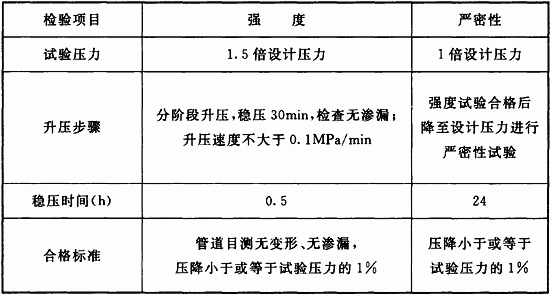 检验项目 强 度 严密性
试验压力 1.5倍设计压力 1倍设计压力
升压步骤
分阶段升压,稳压30min,检查无渗漏;
升压速度不大于0.1MPa/min
强度试验合格后
降至设计压力进行
严密性试验
稳压时间(h) 0.5 24
合格标准
管道目测无变形、无渗漏,
压降小于或等于试验压力的1%
压降小于或等于
试验压力的1%